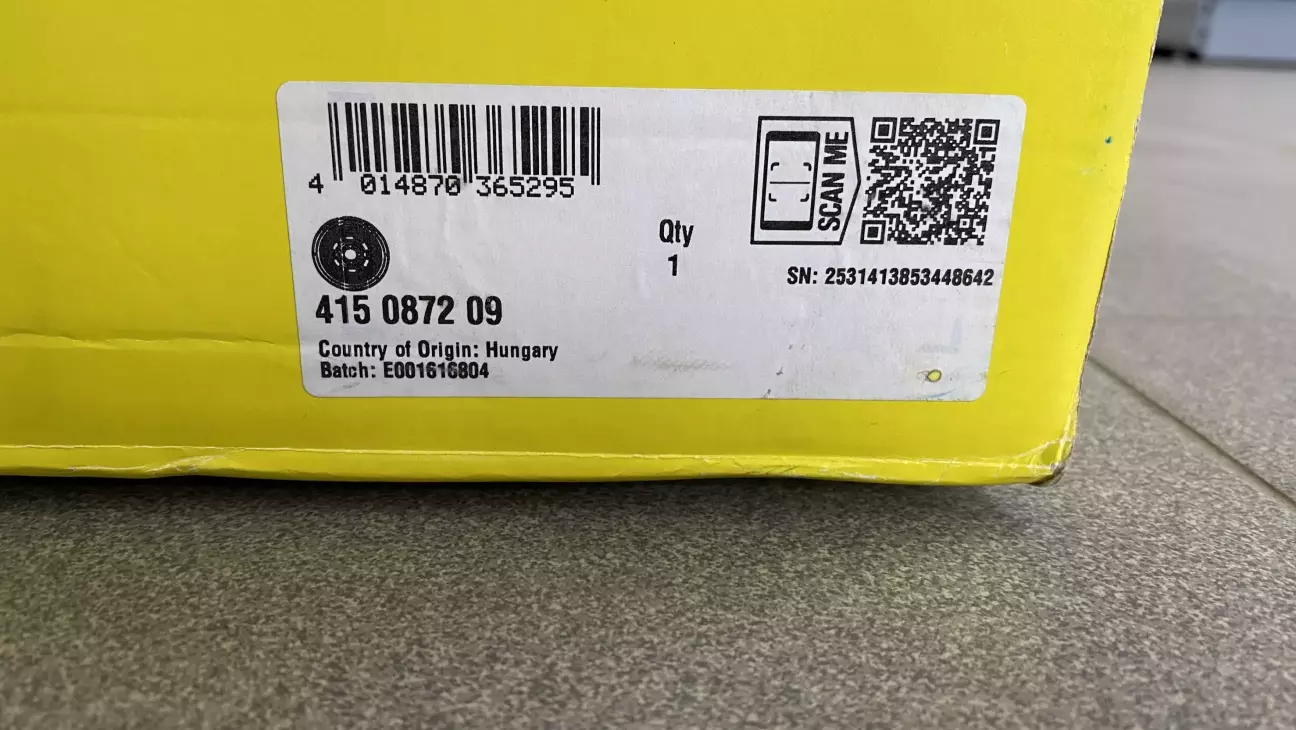 4 014870 365295
SCAN ME
Qty
1
SN: 2531413853448642
415 0872 09
Country of Origin: Hungary
Batch: E001616804